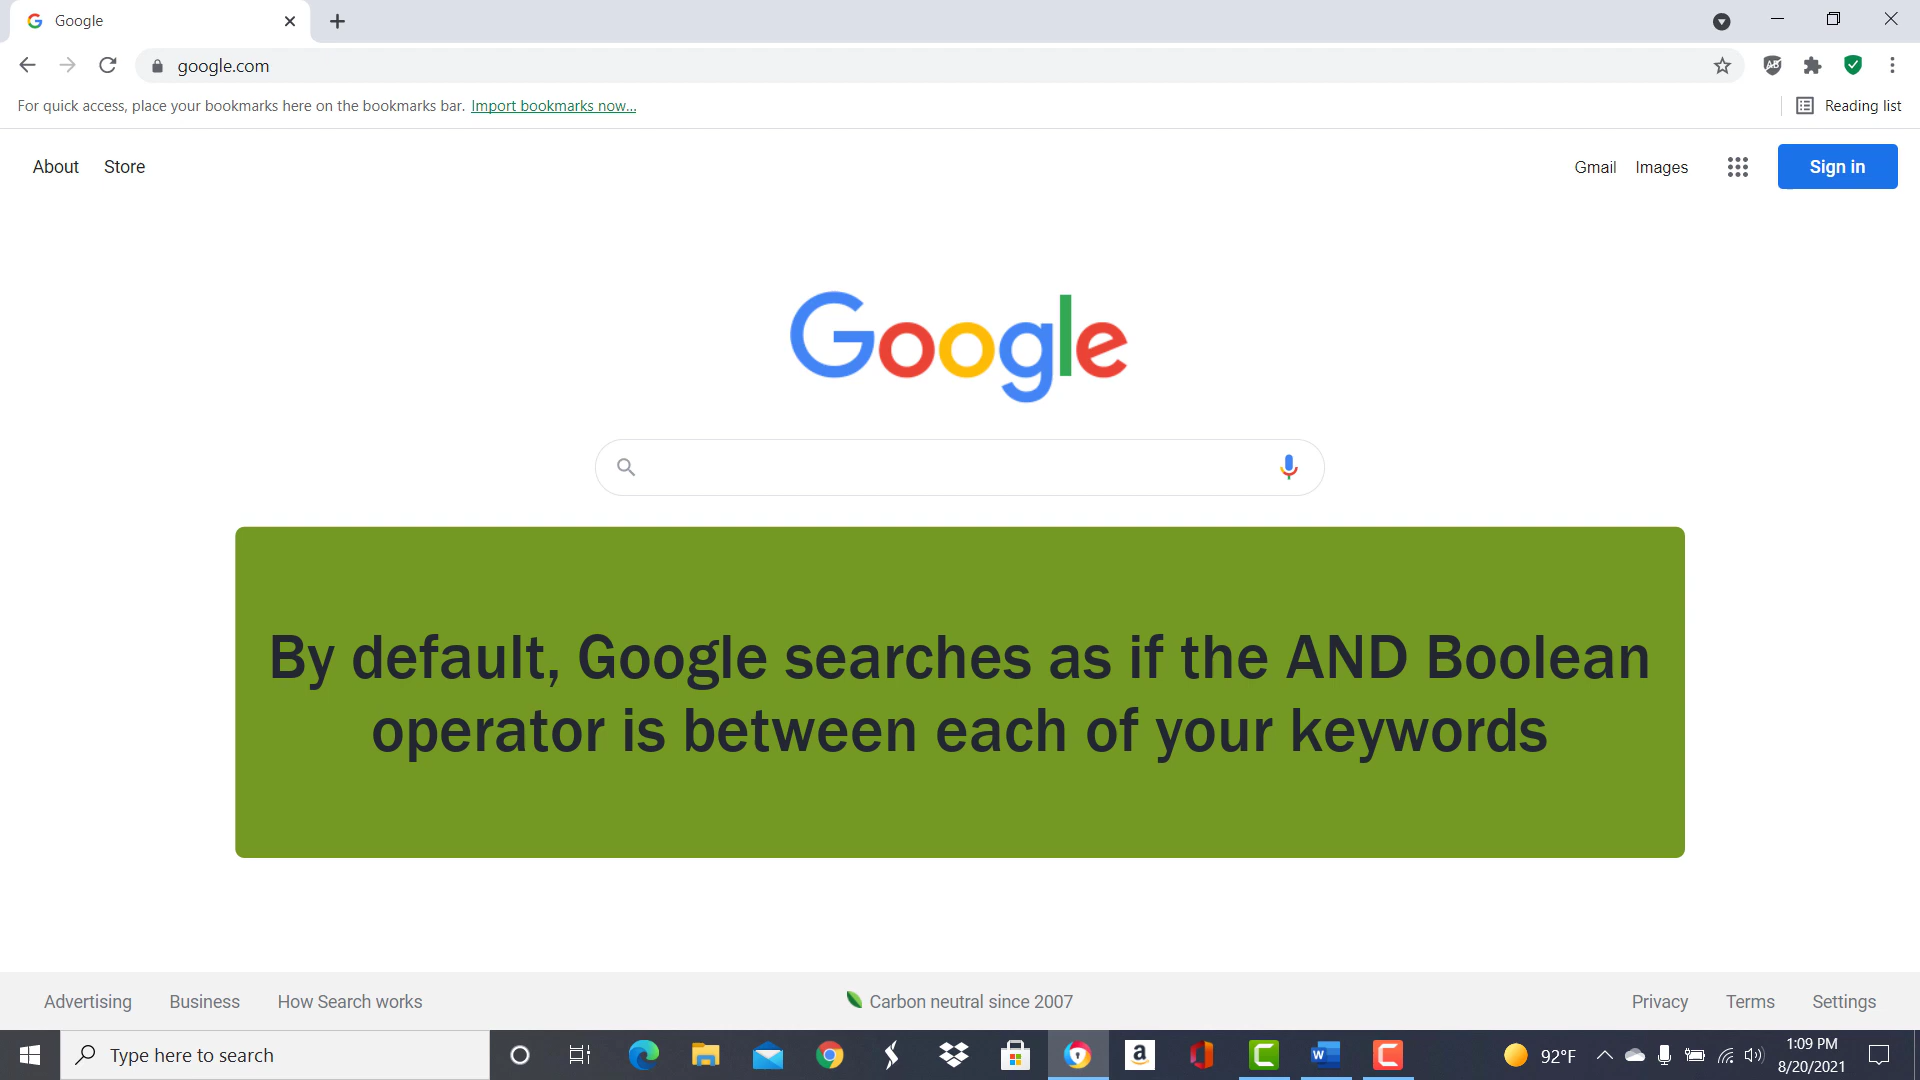 Google
google.com
For quick access, place your bookmarks here on the bookmarks bar. Import bookmarks now...
Reading list
About Store
Gmail Images
Sign in
Google
By default, Google searches as if the AND Boolean
operator is between each of your keywords
Advertising Business How Search works
Carbon neutral since 2007
Privacy Terms Settings
Type here to search
92°F
1:09 PM
8/20/2021